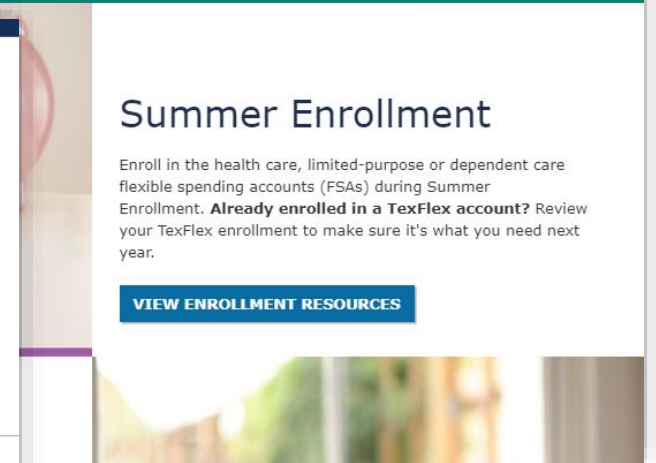 Summer Enrollment
Enroll in the health care, limited-purpose or dependent care
flexible spending accounts (FSAs) during Summer
Enrollment. Already enrolled in a TexFlex account? Review
your TexFlex enrollment to make sure it's what you need next
year.
VIEW ENROLLMENT RESOURCES